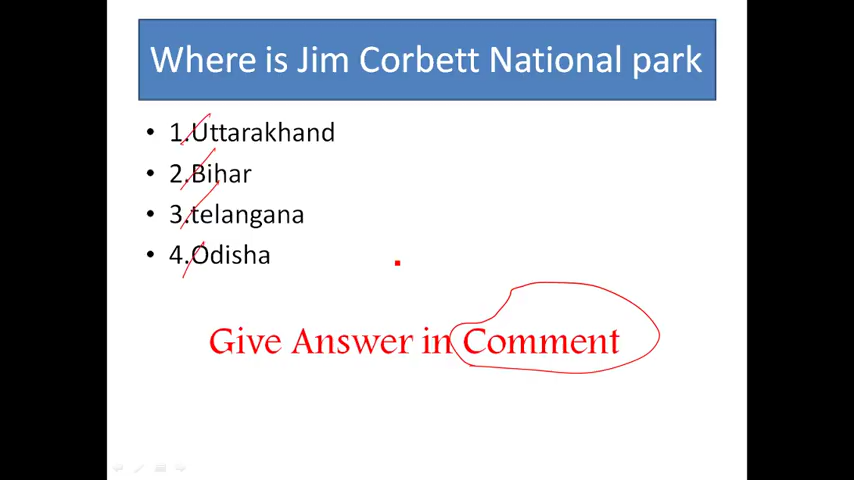 Where is Jim Corbett National park
• 1.Uttarakhand
• 2.Bihar
• 3.telangana
• 4.Odisha
Give Answer in Comment